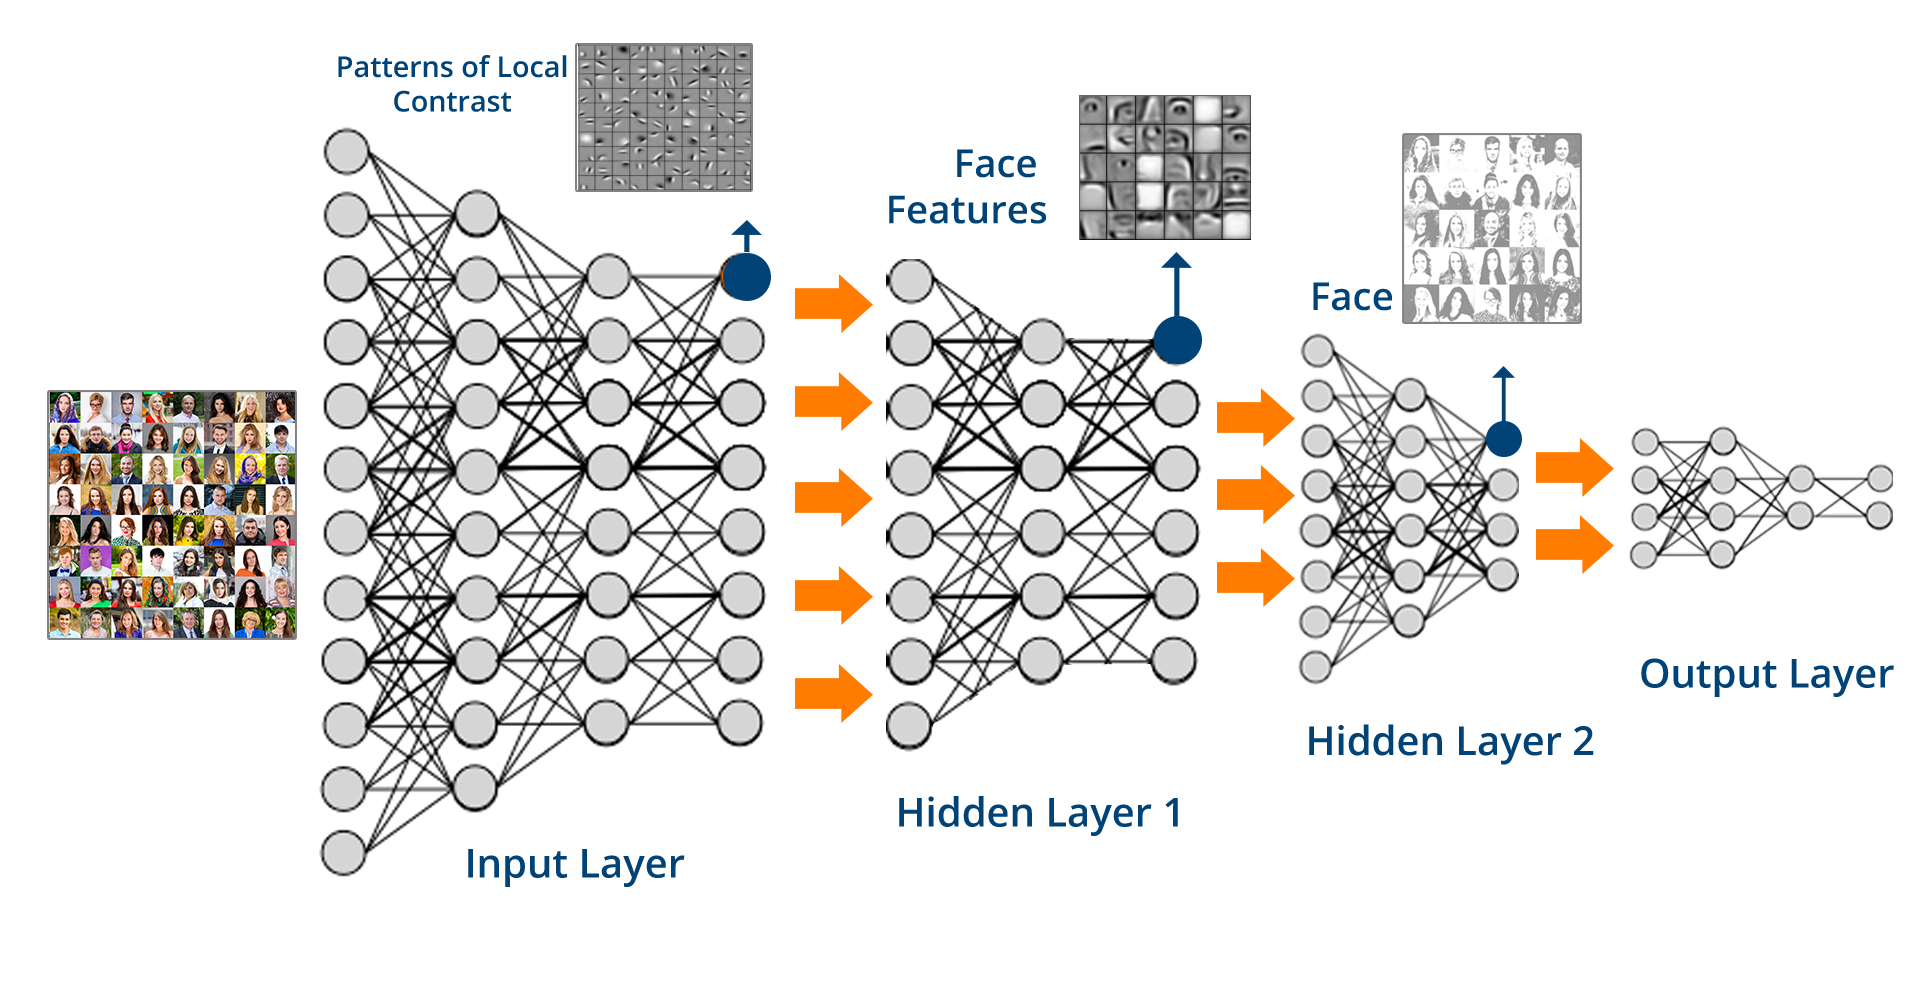 Patterns of Local
Contrast
Face
Features
Face
Input Layer
Hidden Layer 1
Hidden Layer 2
Output Layer